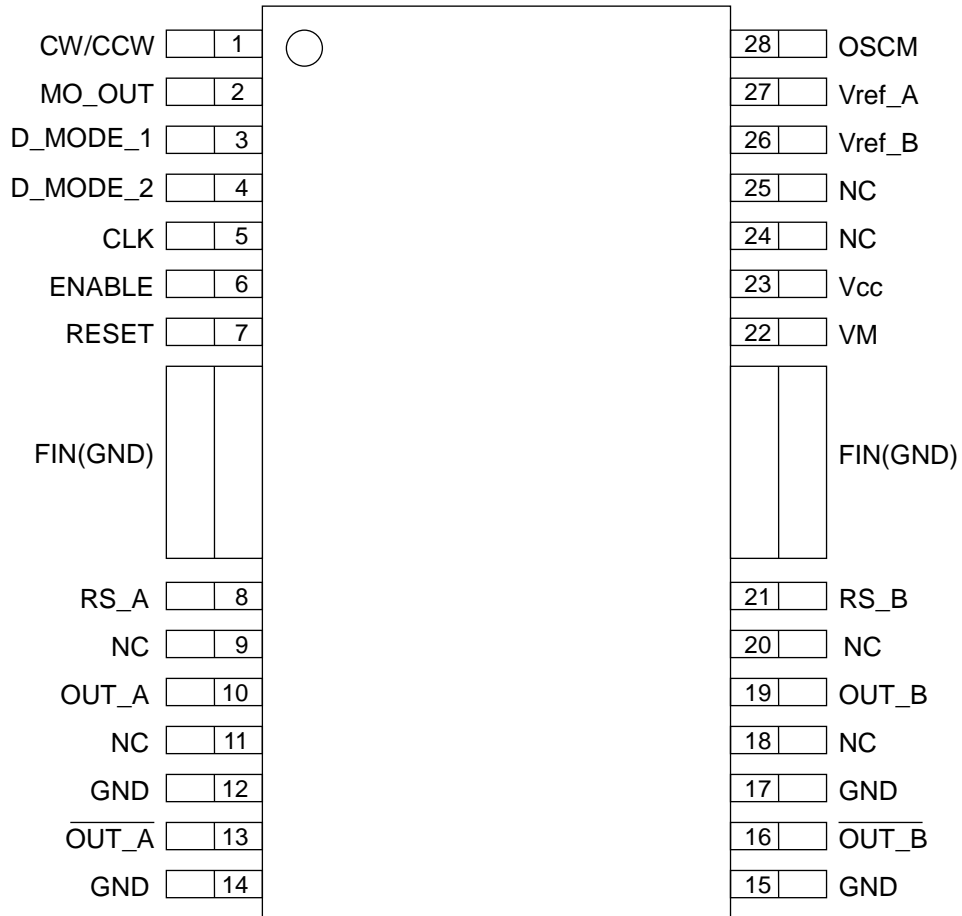 CW/CCW 1 28 OSCM
MO_OUT 2 27 Vref_A
D_MODE_1 3 26 Vref_B
D_MODE_2 4 25 NC
CLK 5 24 NC
ENABLE 6 23 Vcc
RESET 7 22 VM
FIN(GND) FIN(GND)
RS_A 8 21 RS_B
NC 9 20 NC
OUT_A 10 19 OUT_B
NC 11 18 NC
GND 12 17 GND
O̅U̅T̅_̅A̅ 13 16 O̅U̅T̅_̅B̅
GND 14 15 GND